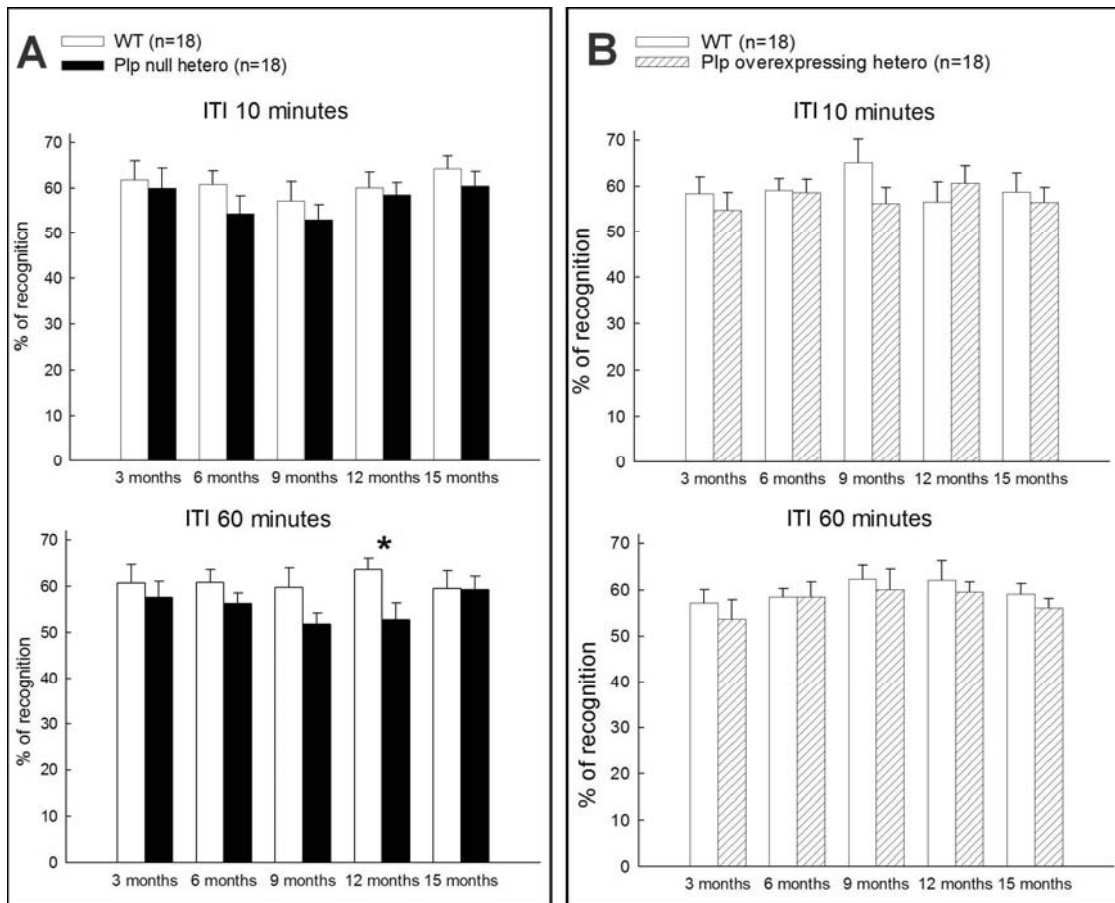 A
WT (n=18)
Plp null hetero (n=18)
ITI 10 minutes
% of recognition
70
60
50
40
30
20
10
0
3 months 6 months 9 months 12 months 15 months
ITI 60 minutes
*
% of recognition
70
60
50
40
30
20
10
0
3 months 6 months 9 months 12 months 15 months
B
WT (n=18)
Plp overexpressing hetero (n=18)
ITI 10 minutes
% of recognition
70
60
50
40
30
20
10
0
3 months 6 months 9 months 12 months 15 months
ITI 60 minutes
% of recognition
70
60
50
40
30
20
10
0
3 months 6 months 9 months 12 months 15 months